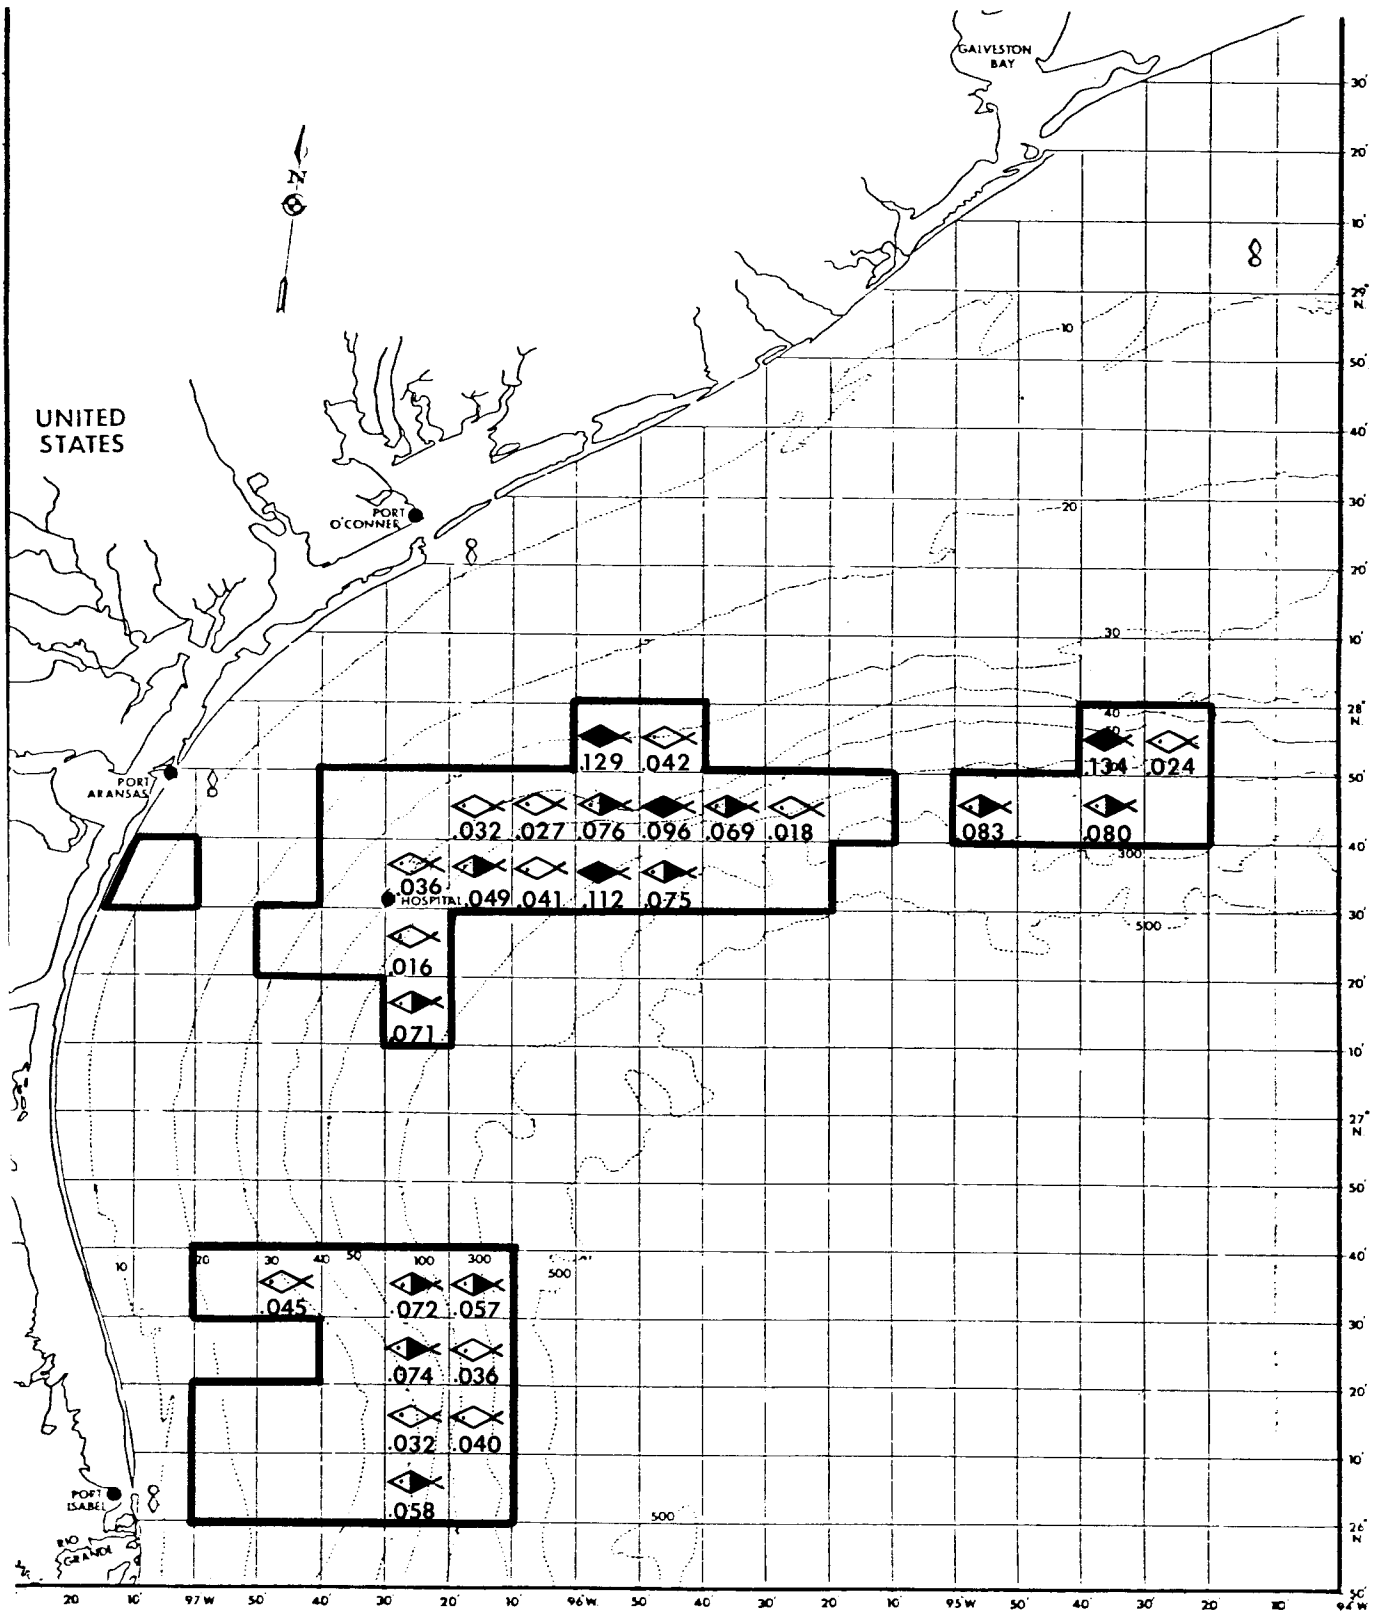 GALVESTON
BAY
30'
20'
N
10'
29°
N.
10
50'
UNITED
STATES
40'
30'
PORT
O'CONNER
20
20'
30
10'
28°
N.
40
.129 .042
.134 .024
PORT
ARANSAS
50'
.032 .027 .076 .096 .069 .018
.083 .080
40'
300
.036
HOSPITAL .049 .041 .112 .075
30'
500
.016
20'
.071
10'
27°
N
50'
10 20 30 40 50 100 300 500
40'
.045 .072 .057
30'
.074 .036
20'
.032 .040
10'
PORT
ISABEL
.058
500
26°
N
RIO
GRANDE
50'
20' 10' 97 W 50' 40' 30' 20' 10' 96 W. 50' 40' 30' 20' 10' 95 W 50' 40' 30' 20' 10' 94 W